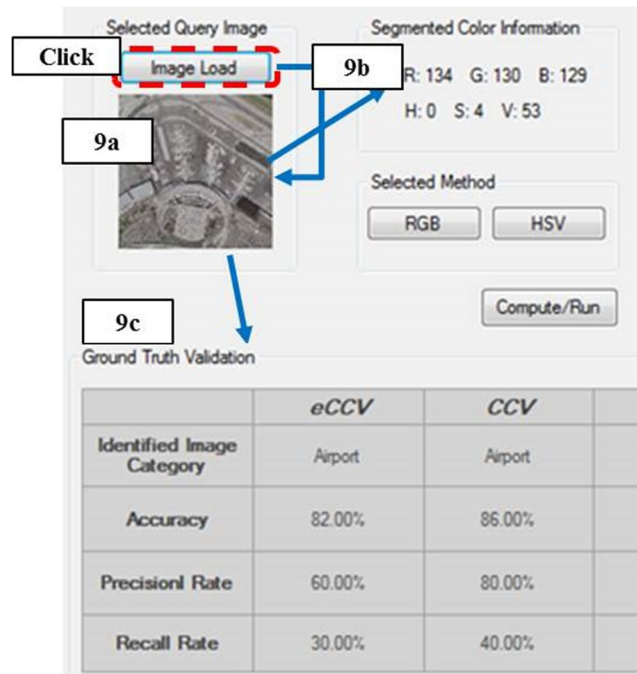 Selected Query Image
Segmented Color Information
Click
Image Load
9b
R: 134 G: 130 B: 129
H: 0 S: 4 V: 53
9a
Selected Method
RGB HSV
Compute/Run
9c
Ground Truth Validation
eCCV CCV
Identified Image
Category
Airport Airport
Accuracy 82.00% 86.00%
Precisionl Rate 60.00% 80.00%
Recall Rate 30.00% 40.00%